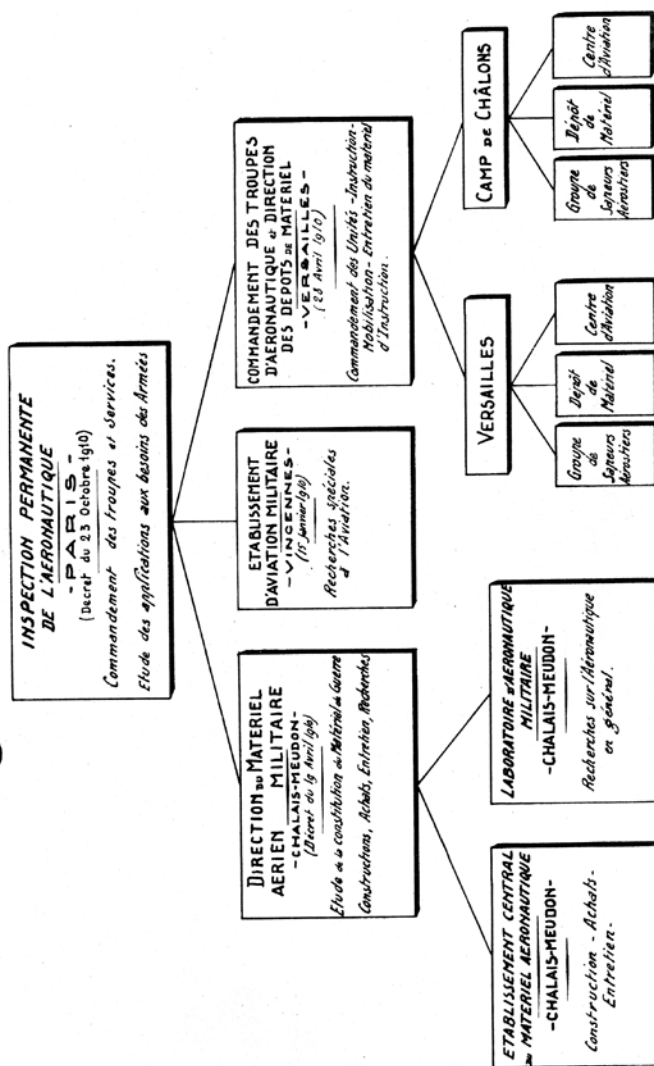 INSPECTION PERMANENTE
DE L'AERONAUTIQUE
- PARIS -
(Decret du 23 Octobre 1910)
Commandement des troupes et services.
Etude des applications aux besoins des Armées
DIRECTION DU MATERIEL
AERIEN MILITAIRE
-CHALAIS-MEUDON-
(Décret du 19 Avril 1910)
Etude de la constitution du Matériel de Guerre
Constructions, Achats, Entretien, Recherches
ETABLISSEMENT
D'AVIATION MILITAIRE
-VINCENNES-
(15 janvier 1910)
Recherches spéciales
à l'Aviation.
COMMANDEMENT DES TROUPES
D'AERONAUTIQUE et DIRECTION
DES DEPOTS DE MATERIEL
-VERSAILLES-
(23 Avril 1910)
Commandement des Unités -Instruction-
Mobilisation- Entretien du materiel
d'Instruction.
ETABLISSEMENT CENTRAL
DU MATERIEL AERONAUTIQUE
-CHALAIS-MEUDON-
Construction - Achats-
Entretien-
LABORATOIRE d'AERONAUTIQUE
MILITAIRE
-CHALAIS-MEUDON-
Recherches sur l'Aéronautique
en général.
VERSAILLES
Groupe
de
Sapeurs
Aérostiers
Dépôt
de
Matériel
Centre
d'Aviation
CAMP DE CHÂLONS
Groupe
de
Sapeurs
Aérostiers
Dépôt
de
Matériel
Centre
d'Aviation